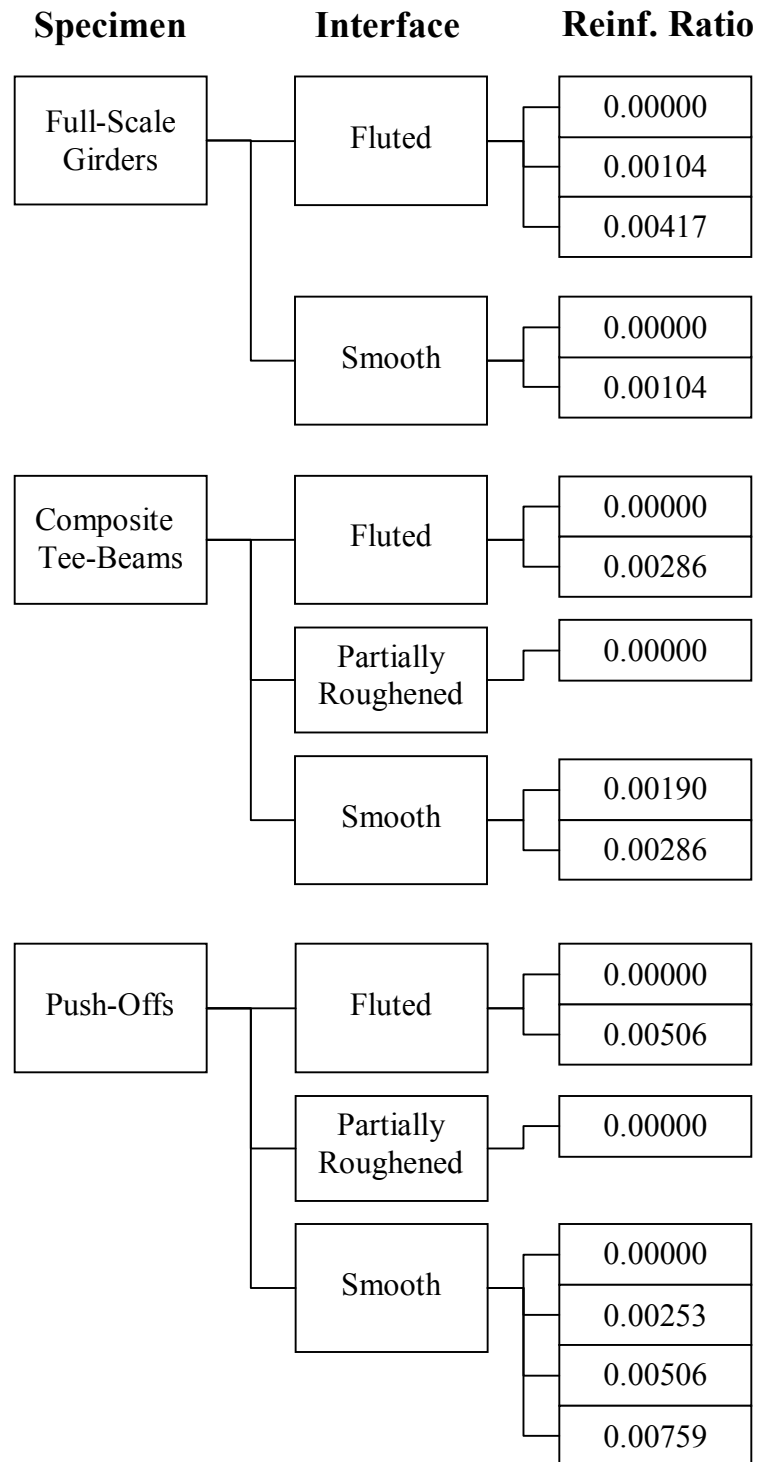 Specimen Interface Reinf. Ratio
Full-Scale
Girders
Fluted
0.00000
0.00104
0.00417
Smooth
0.00000
0.00104
Composite
Tee-Beams
Fluted
0.00000
0.00286
Partially
Roughened
0.00000
Smooth
0.00190
0.00286
Push-Offs
Fluted
0.00000
0.00506
Partially
Roughened
0.00000
Smooth
0.00000
0.00253
0.00506
0.00759